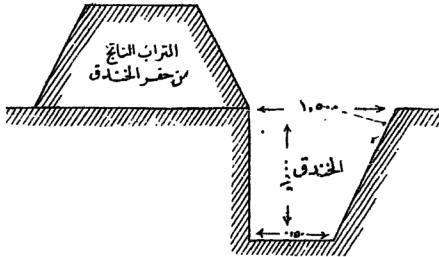 التراب الناتج
من حفر الخندق
١,٥٠٠
الخندق